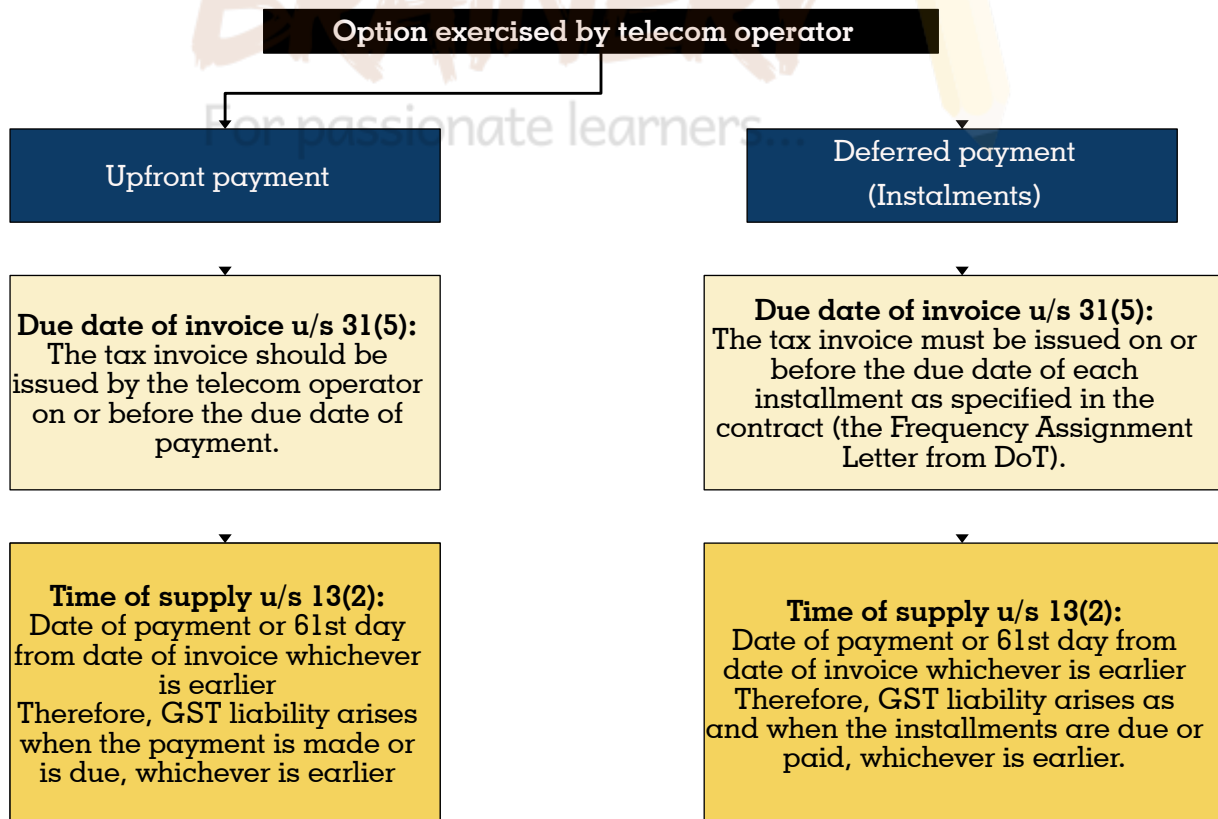 Option exercised by telecom operator
For passionate learners...
Upfront payment
Deferred payment
(Instalments)
Due date of invoice u/s 31(5):
The tax invoice should be
issued by the telecom operator
on or before the due date of
payment.
Due date of invoice u/s 31(5):
The tax invoice must be issued on or
before the due date of each
installment as specified in the
contract (the Frequency Assignment
Letter from DoT).
Time of supply u/s 13(2):
Date of payment or 61st day
from date of invoice whichever
is earlier
Therefore, GST liability arises
when the payment is made or
is due, whichever is earlier
Time of supply u/s 13(2):
Date of payment or 61st day from
date of invoice whichever is earlier
Therefore, GST liability arises as
and when the installments are due or
paid, whichever is earlier.